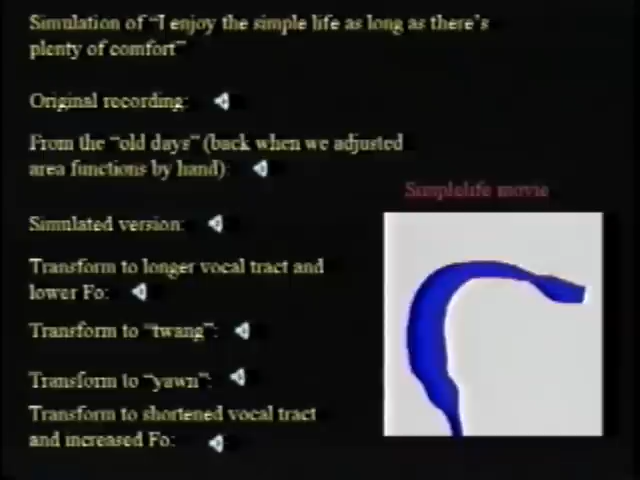 Simulation of “I enjoy the simple life as long as there’s
plenty of comfort”
Original recording:
From the “old days” (back when we adjusted
area functions by hand):
Simplelife movie
Simulated version:
Transform to longer vocal tract and
lower Fo:
Transform to “twang”:
Transform to “yawn”:
Transform to shortened vocal tract
and increased Fo: